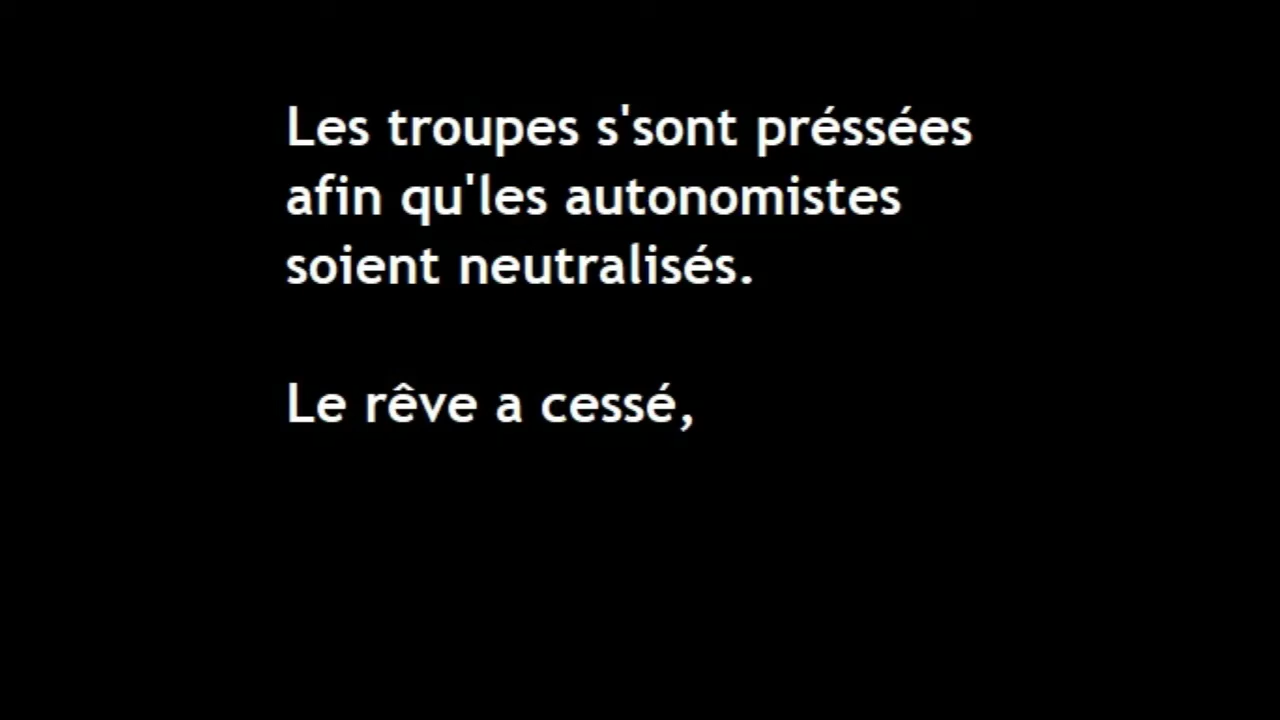 Les troupes s'sont préssées
afin qu'les autonomistes
soient neutralisés.
Le rêve a cessé,